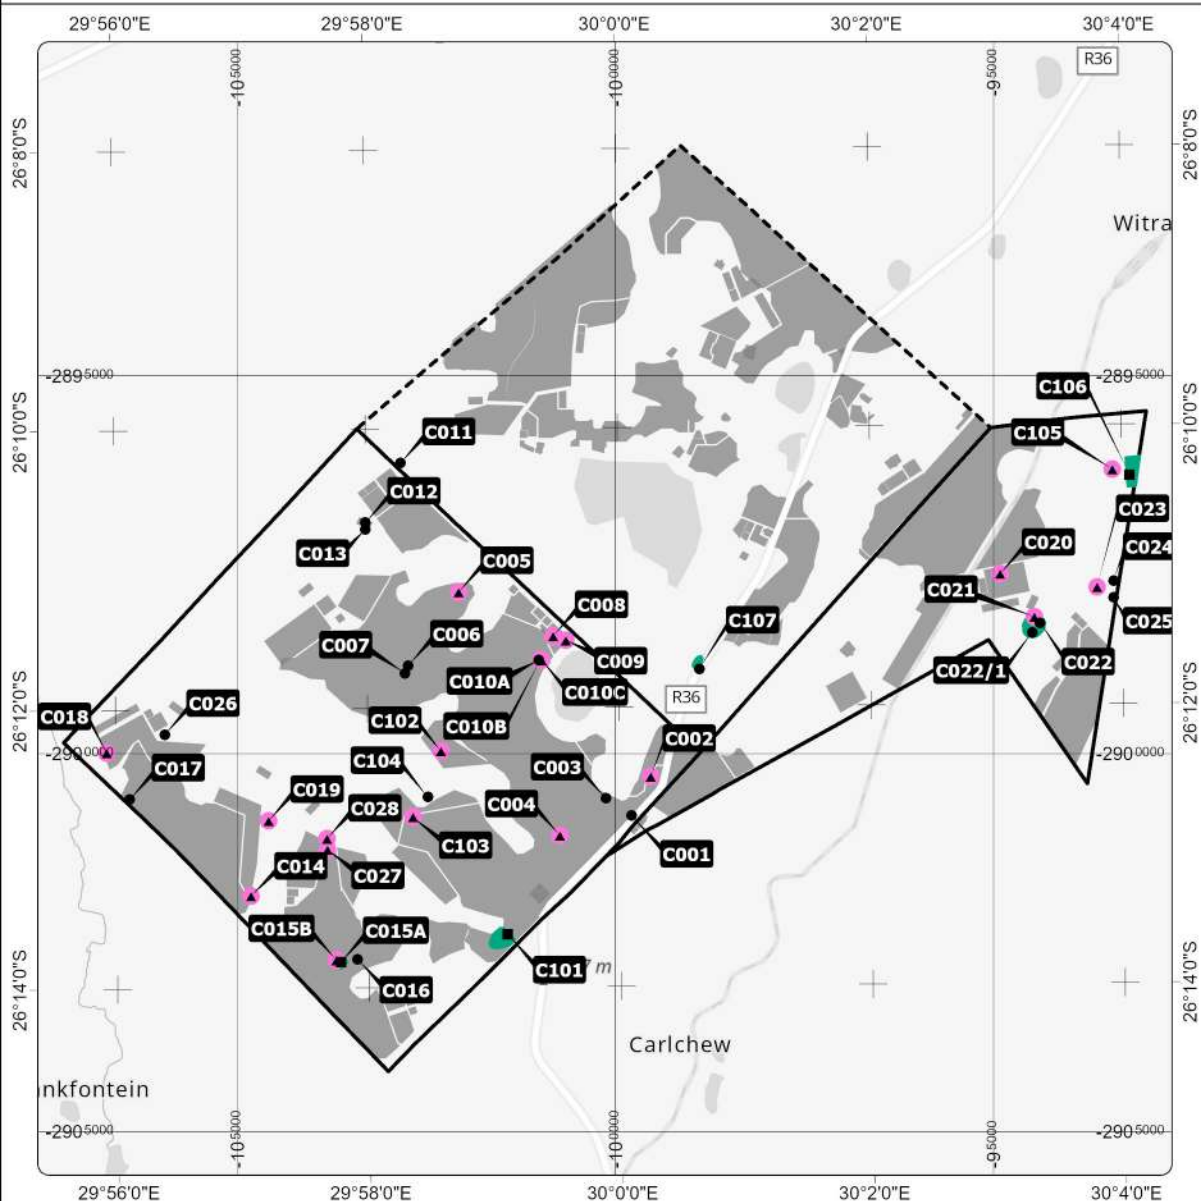 29°56'0"E 29°58'0"E 30°0'0"E 30°2'0"E 30°4'0"E
-105000 -100000 -95000
R36
26°8'0"S 26°8'0"S
Witra
-2895000
C106
26°10'0"S 26°10'0"S
C011 C105
C012
C023
C013 C005 C020 C024
C021
C008
C107 C025
C007 C006
C009 C022
C010A C022/1
C010C
R36
C026
C018 C102 C010B
26°12'0"S 26°12'0"S
C002
-2900000
C017 C104 C003
C019 C028 C004
C103 C001
C014 C027
C015B C015A
C101 7 m
C016
26°14'0"S 26°14'0"S
Carlchew
nkfontein
-2905000 -2905000
-105000 -100000 -95000
29°56'0"E 29°58'0"E 30°0'0"E 30°2'0"E 30°4'0"E